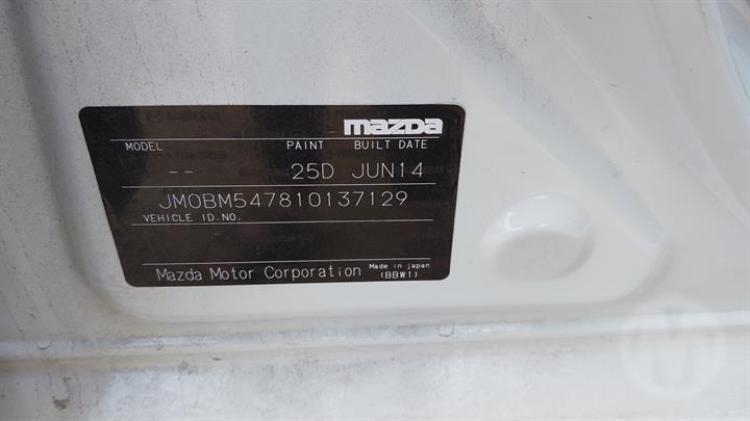 mazda
MODEL PAINT BUILT DATE
-- 25D JUN14
JM0BM547810137129
VEHICLE ID.NO.
Mazda Motor Corporation Made in japan
(BBW1)